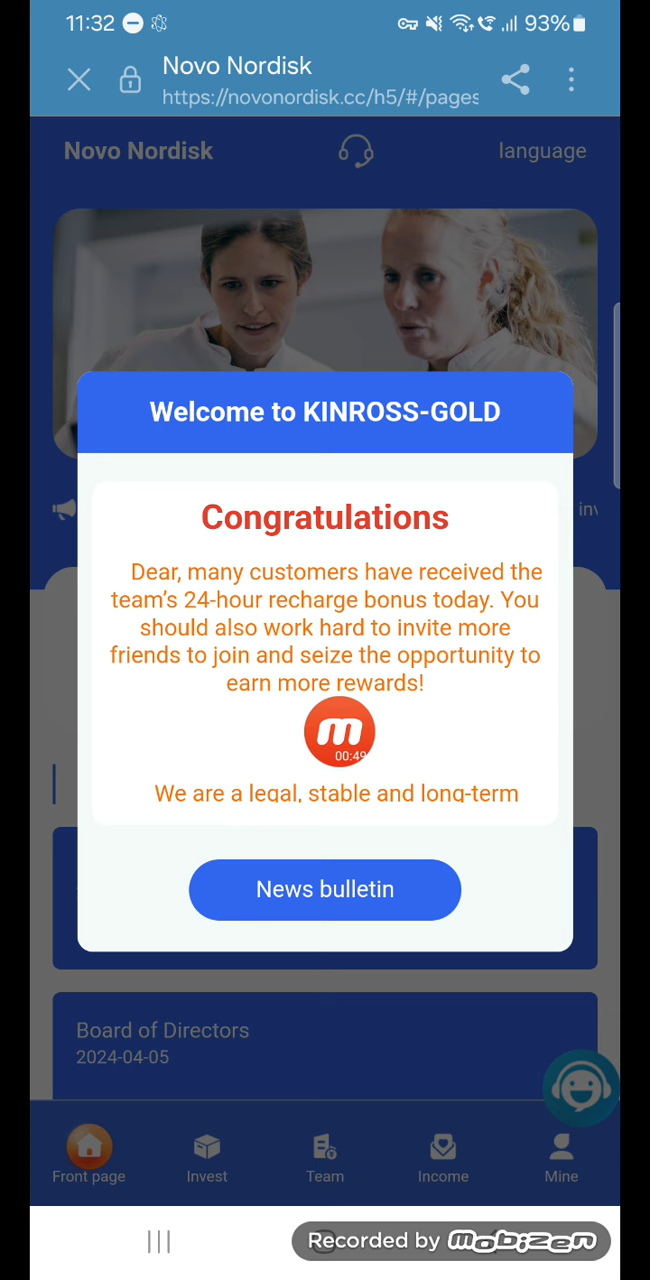 11:32
93%
Novo Nordisk
https://novonordisk.cc/h5/#/pages
Novo Nordisk
language
Welcome to KINROSS-GOLD
Congratulations
Dear, many customers have received the
team's 24-hour recharge bonus today. You
should also work hard to invite more
friends to join and seize the opportunity to
earn more rewards!
m
00:49
We are a legal, stable and long-term
News bulletin
Board of Directors
2024-04-05
Front page
Invest
Team
Income
Mine
Recorded by mobizen